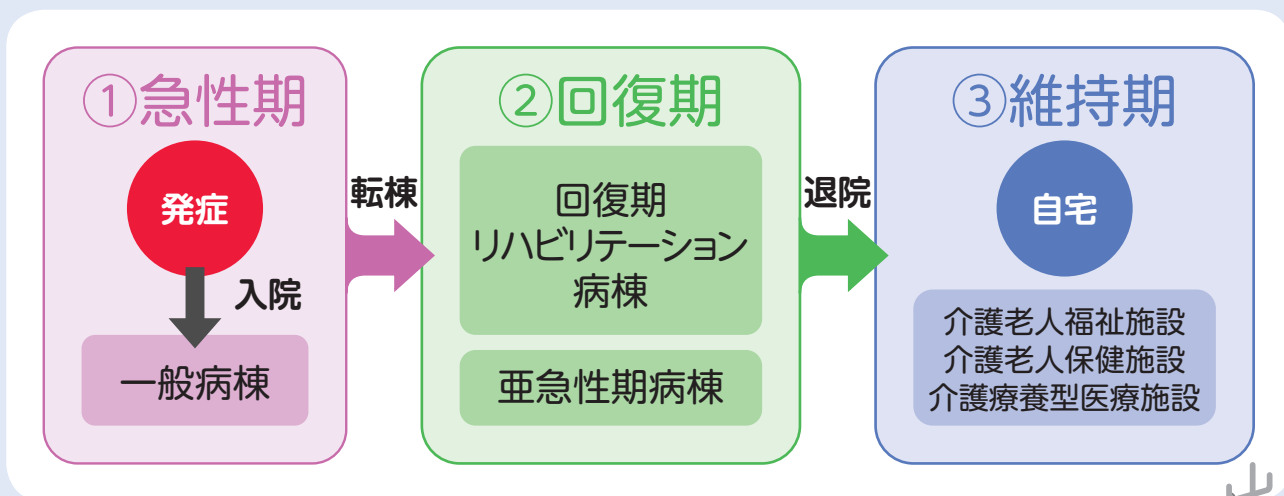 ①急性期
発症
入院
一般病棟
転棟
②回復期
回復期
リハビリテーション
病棟
亜急性期病棟
退院
③維持期
自宅
介護老人福祉施設
介護老人保健施設
介護療養型医療施設